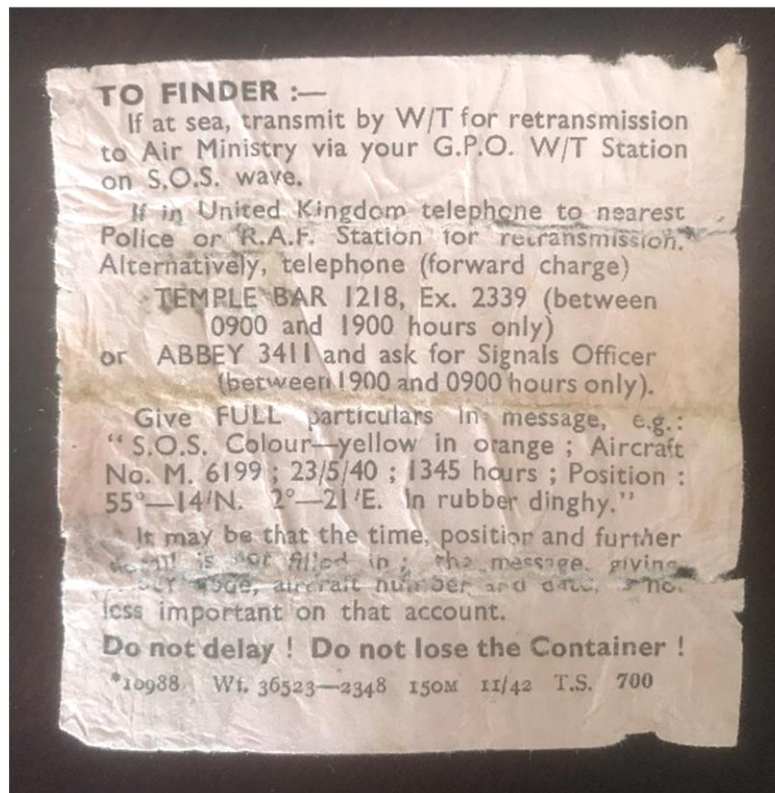 TO FINDER :—
If at sea, transmit by W/T for retransmission
to Air Ministry via your G.P.O. W/T Station
on S.O.S. wave.
If in United Kingdom telephone to nearest
Police or R.A.F. Station for retransmission.
Alternatively, telephone (forward charge)
TEMPLE BAR 1218, Ex. 2339 (between
0900 and 1900 hours only)
or ABBEY 3411 and ask for Signals Officer
(between 1900 and 0900 hours only).
Give FULL particulars in message, e.g.:
“ S.O.S. Colour—yellow in orange ; Aircraft
No. M. 6199 ; 23/5/40 ; 1345 hours ; Position :
55°—14′N. 2°—21′E. In rubber dinghy.”
It may be that the time, position and further
detail is not filled in ; the message, giving
aircraft number and date,
less important on that account.
Do not delay ! Do not lose the Container !
*10988 Wt. 36523—2348 150M 11/42 T.S. 700